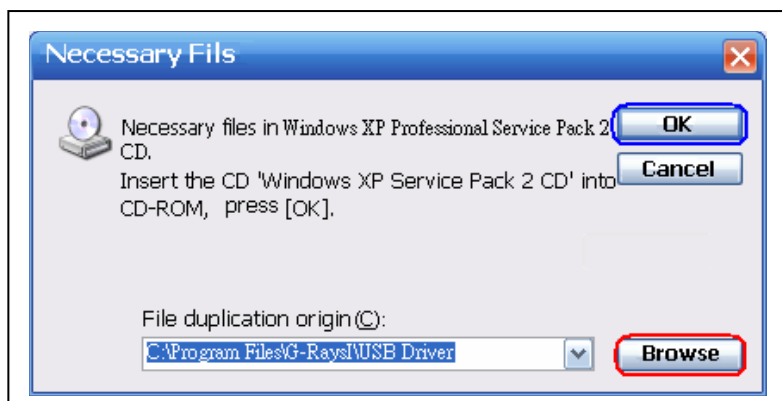 Necessary Fils
Necessary files in Windows XP Professional Service Pack 2
CD.
Insert the CD 'Windows XP Service Pack 2 CD' into
CD-ROM, press [OK].
OK
Cancel
File duplication origin(C):
C:\Program Files\G-RaysI\USB Driver
Browse